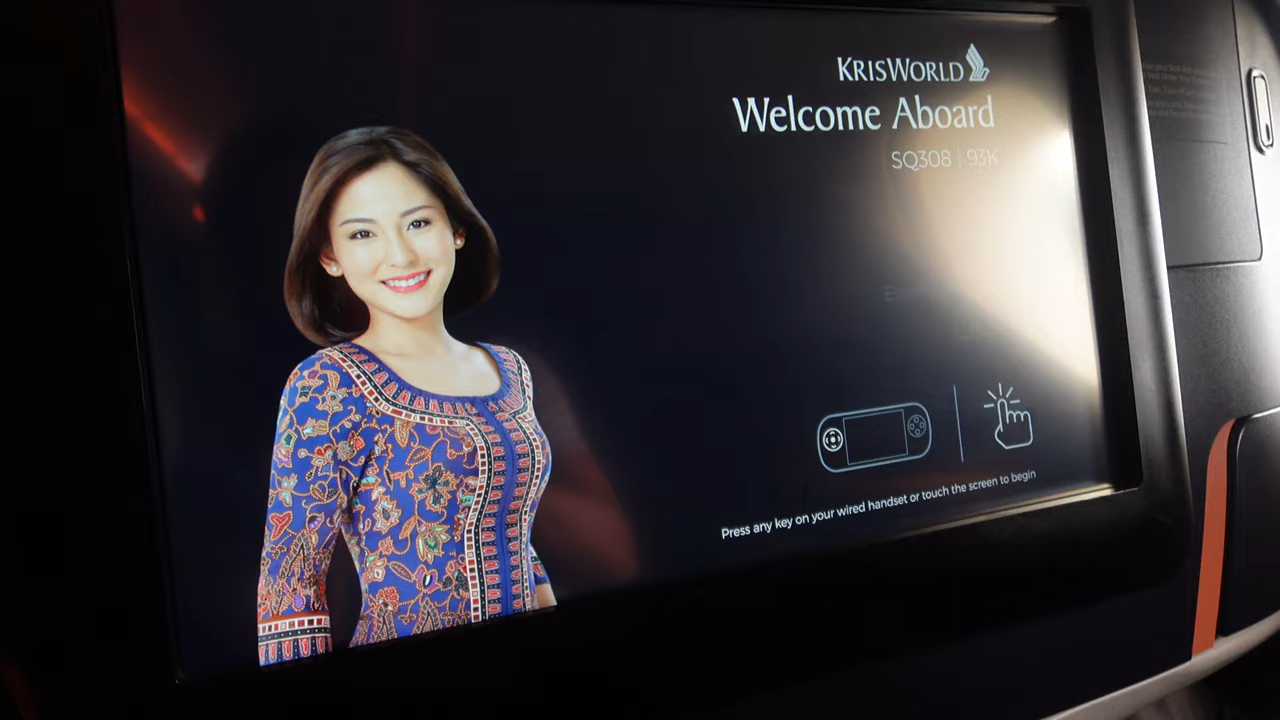 KRISWORLD
Welcome Aboard
SQ308 | 93K
Press any key on your wired handset or touch the screen to begin